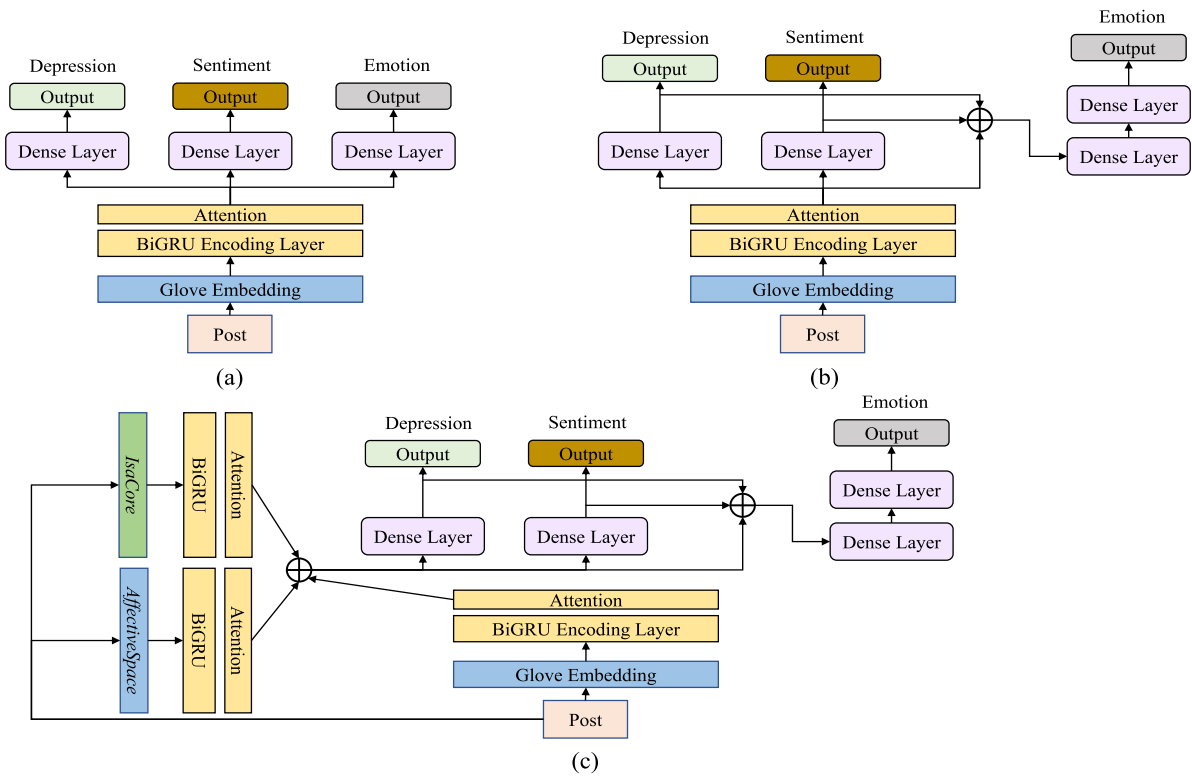 Depression
Sentiment
Emotion
Output
Output
Output
Dense Layer
Dense Layer
Dense Layer
Attention
BiGRU Encoding Layer
Glove Embedding
Post
(a)
Depression
Sentiment
Emotion
Output
Output
Output
Dense Layer
Dense Layer
Dense Layer
Dense Layer
Attention
BiGRU Encoding Layer
Glove Embedding
Post
(b)
IsaCore
BiGRU
Attention
AffectiveSpace
BiGRU
Attention
Depression
Sentiment
Emotion
Output
Output
Output
Dense Layer
Dense Layer
Dense Layer
Dense Layer
Attention
BiGRU Encoding Layer
Glove Embedding
Post
(c)